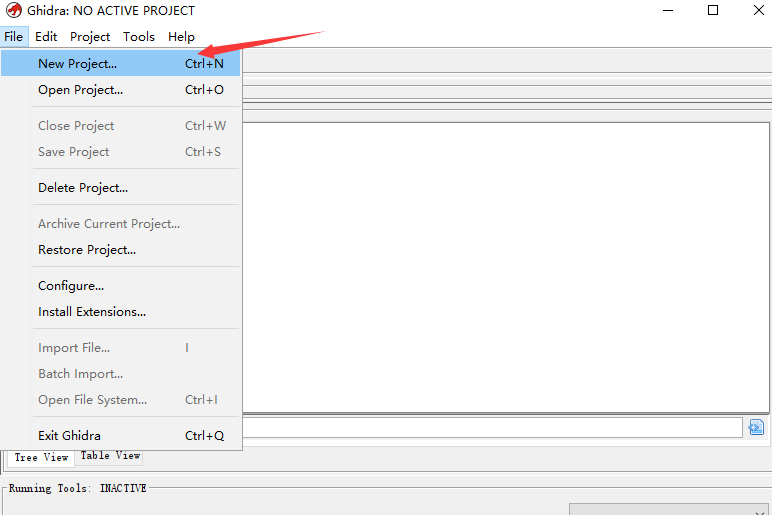 Ghidra: NO ACTIVE PROJECT
File Edit Project Tools Help
New Project... Ctrl+N
Open Project... Ctrl+O
Close Project Ctrl+W
Save Project Ctrl+S
Delete Project...
Archive Current Project...
Restore Project...
Configure...
Install Extensions...
Import File... I
Batch Import...
Open File System... Ctrl+I
Exit Ghidra Ctrl+Q
Tree View Table View
Running Tools: INACTIVE